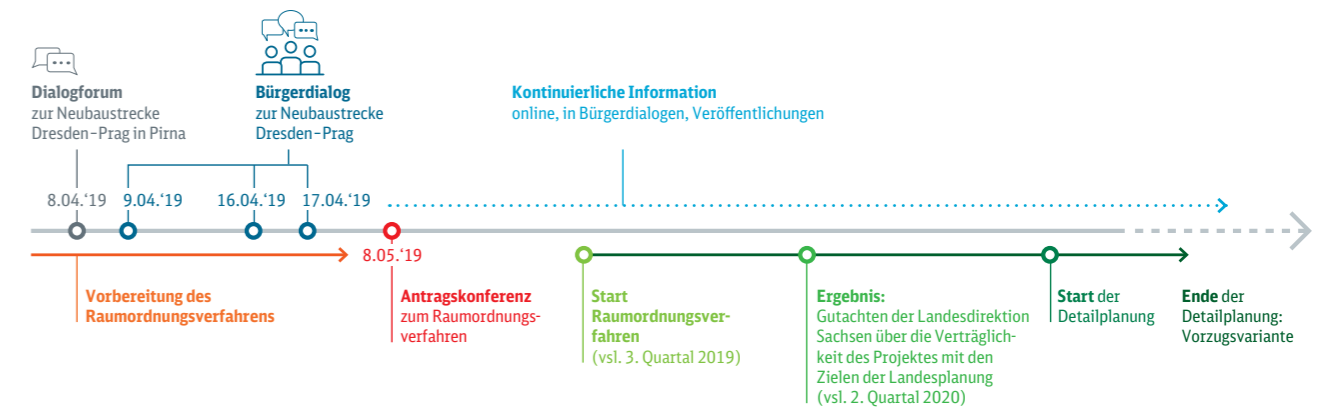 Dialogforum
zur Neubaustrecke
Dresden–Prag in Pirna
Bürgerdialog
zur Neubaustrecke
Dresden–Prag
Kontinuierliche Information
online, in Bürgerdialogen, Veröffentlichungen
8.04.‘19
9.04.‘19
16.04.‘19
17.04.‘19
8.05.‘19
Vorbereitung des
Raumordnungsverfahrens
Antragskonferenz
zum Raumordnungs-
verfahren
Start
Raumordnungsver-
fahren
(vsl. 3. Quartal 2019)
Ergebnis:
Gutachten der Landesdirektion
Sachsen über die Verträglich-
keit des Projektes mit den
Zielen der Landesplanung
(vsl. 2. Quartal 2020)
Start der
Detailplanung
Ende der
Detailplanung:
Vorzugsvariante